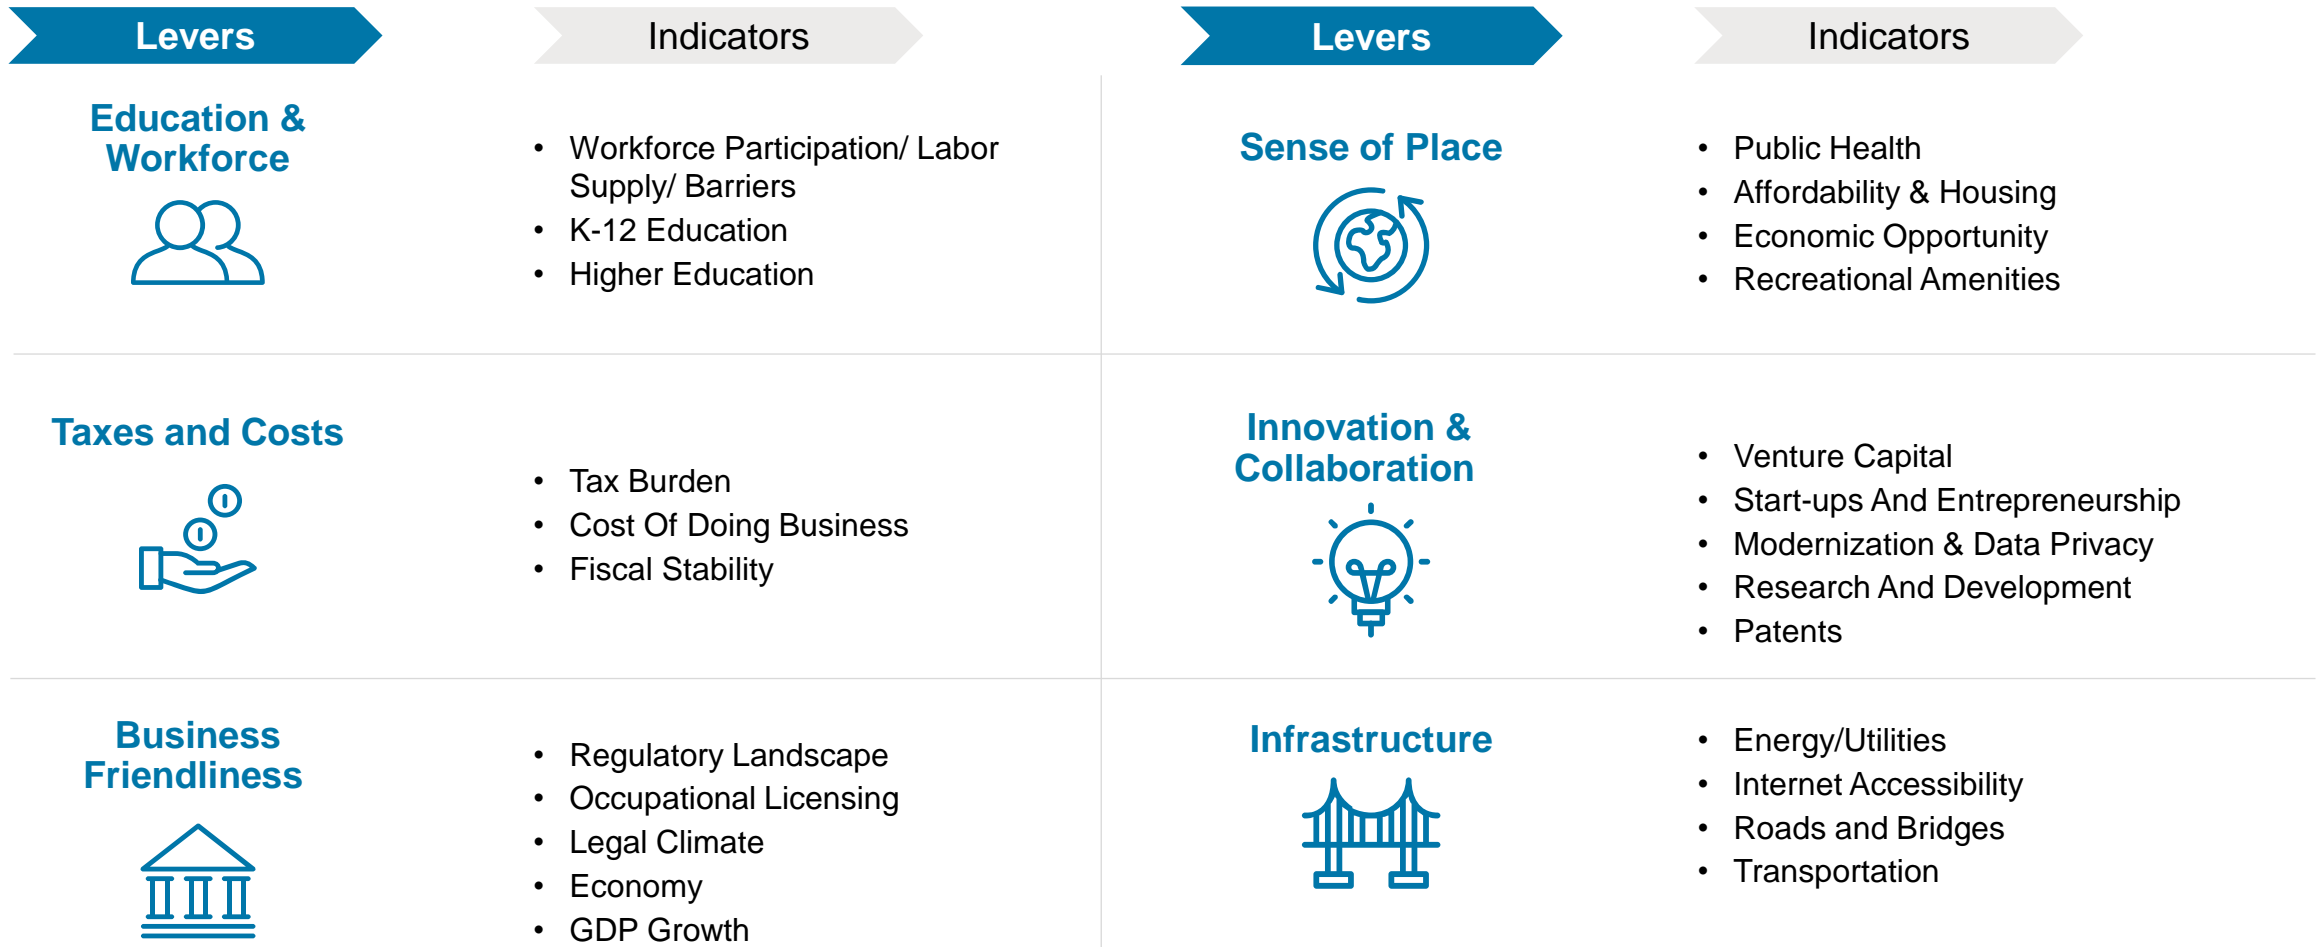 Levers
Indicators
Education &
Workforce
• Workforce Participation/ Labor
Supply/ Barriers
• K-12 Education
• Higher Education
Taxes and Costs
• Tax Burden
• Cost Of Doing Business
• Fiscal Stability
Business
Friendliness
• Regulatory Landscape
• Occupational Licensing
• Legal Climate
• Economy
• GDP Growth
Levers
Indicators
Sense of Place
• Public Health
• Affordability & Housing
• Economic Opportunity
• Recreational Amenities
Innovation &
Collaboration
• Venture Capital
• Start-ups And Entrepreneurship
• Modernization & Data Privacy
• Research And Development
• Patents
Infrastructure
• Energy/Utilities
• Internet Accessibility
• Roads and Bridges
• Transportation